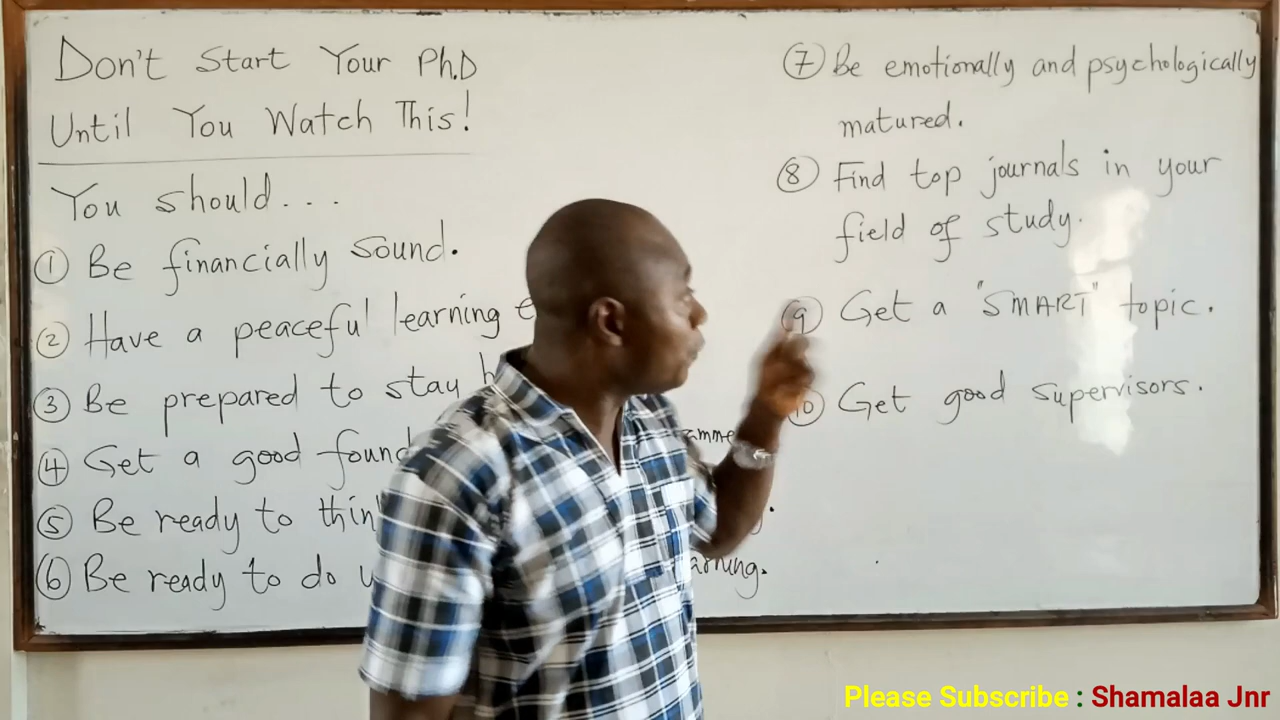 Don't Start Your Ph.D
Until You Watch This!
You should...
① Be financially sound.
② Have a peaceful learning
③ Be prepared to stay
④ Get a good
⑤ Be ready to
⑥ Be ready to do
⑦ Be emotionally and psychologically
matured.
⑧ Find top journals in your
field of study.
⑨ Get a "SMART" topic.
⑩ Get good supervisors.
Please Subscribe : Shamalaa Jnr